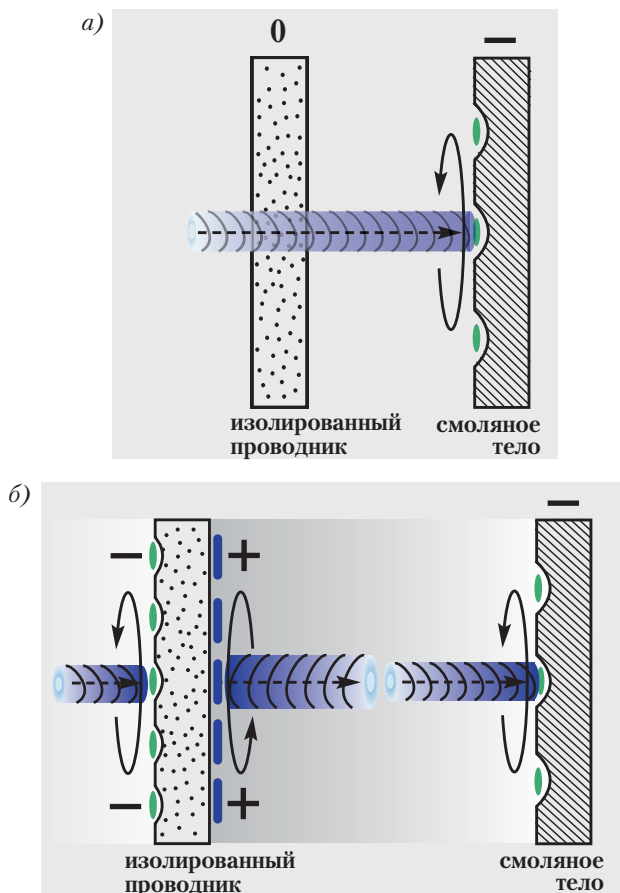 а)
0
−
изолированный
проводник
смоляное
тело
б)
−
− +
− +
изолированный
проводник
смоляное
тело